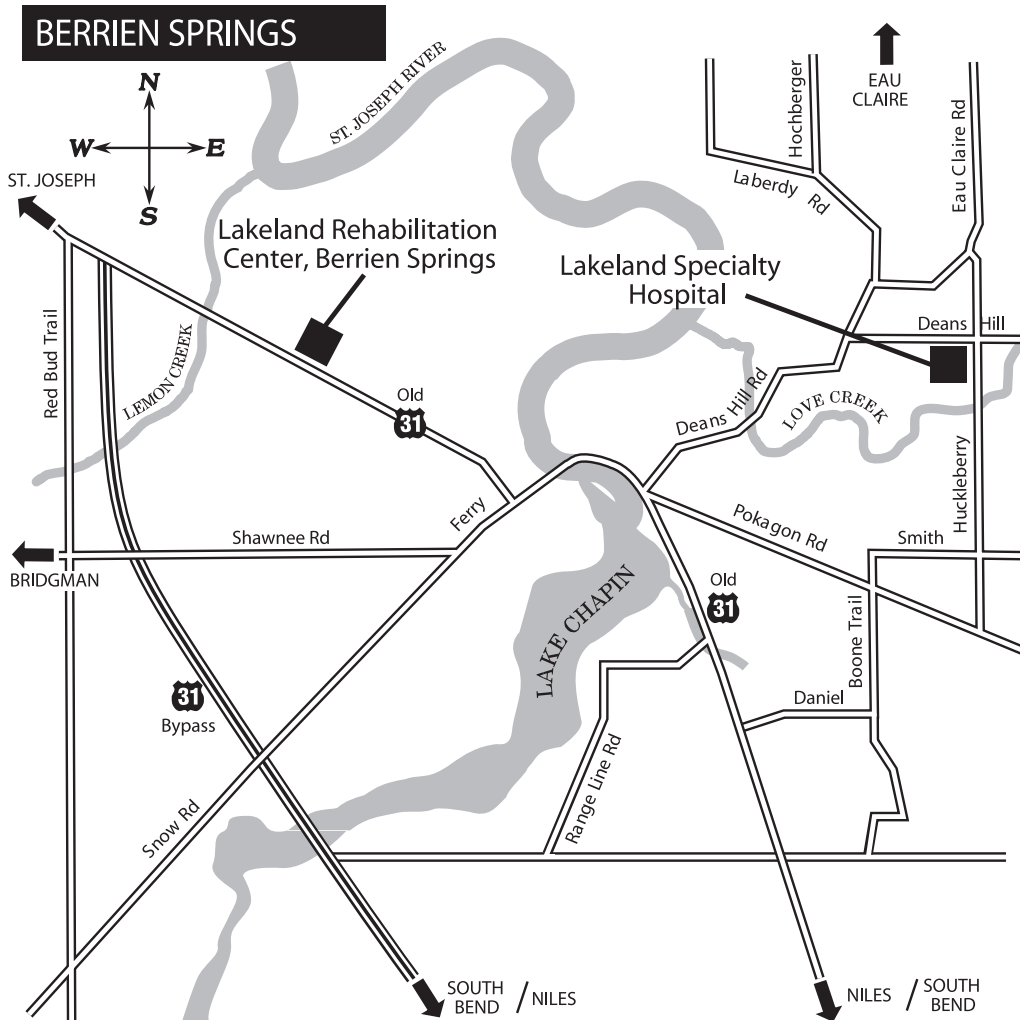 BERRIEN SPRINGS
N
W
E
S
ST. JOSEPH
ST. JOSEPH RIVER
EAU
CLAIRE
Hochberger
Laberdy Rd
Eau Claire Rd
Lakeland Rehabilitation
Center, Berrien Springs
Lakeland Specialty
Hospital
Deans Hill
Red Bud Trail
LEMON CREEK
Old
31
Deans Hill Rd
LOVE CREEK
Huckleberry
Ferry
Shawnee Rd
Pokagon Rd
Smith
BRIDGMAN
LAKE CHAPIN
Old
31
Boone Trail
31
Bypass
Daniel
Range Line Rd
Snow Rd
SOUTH
BEND / NILES
NILES / SOUTH
BEND